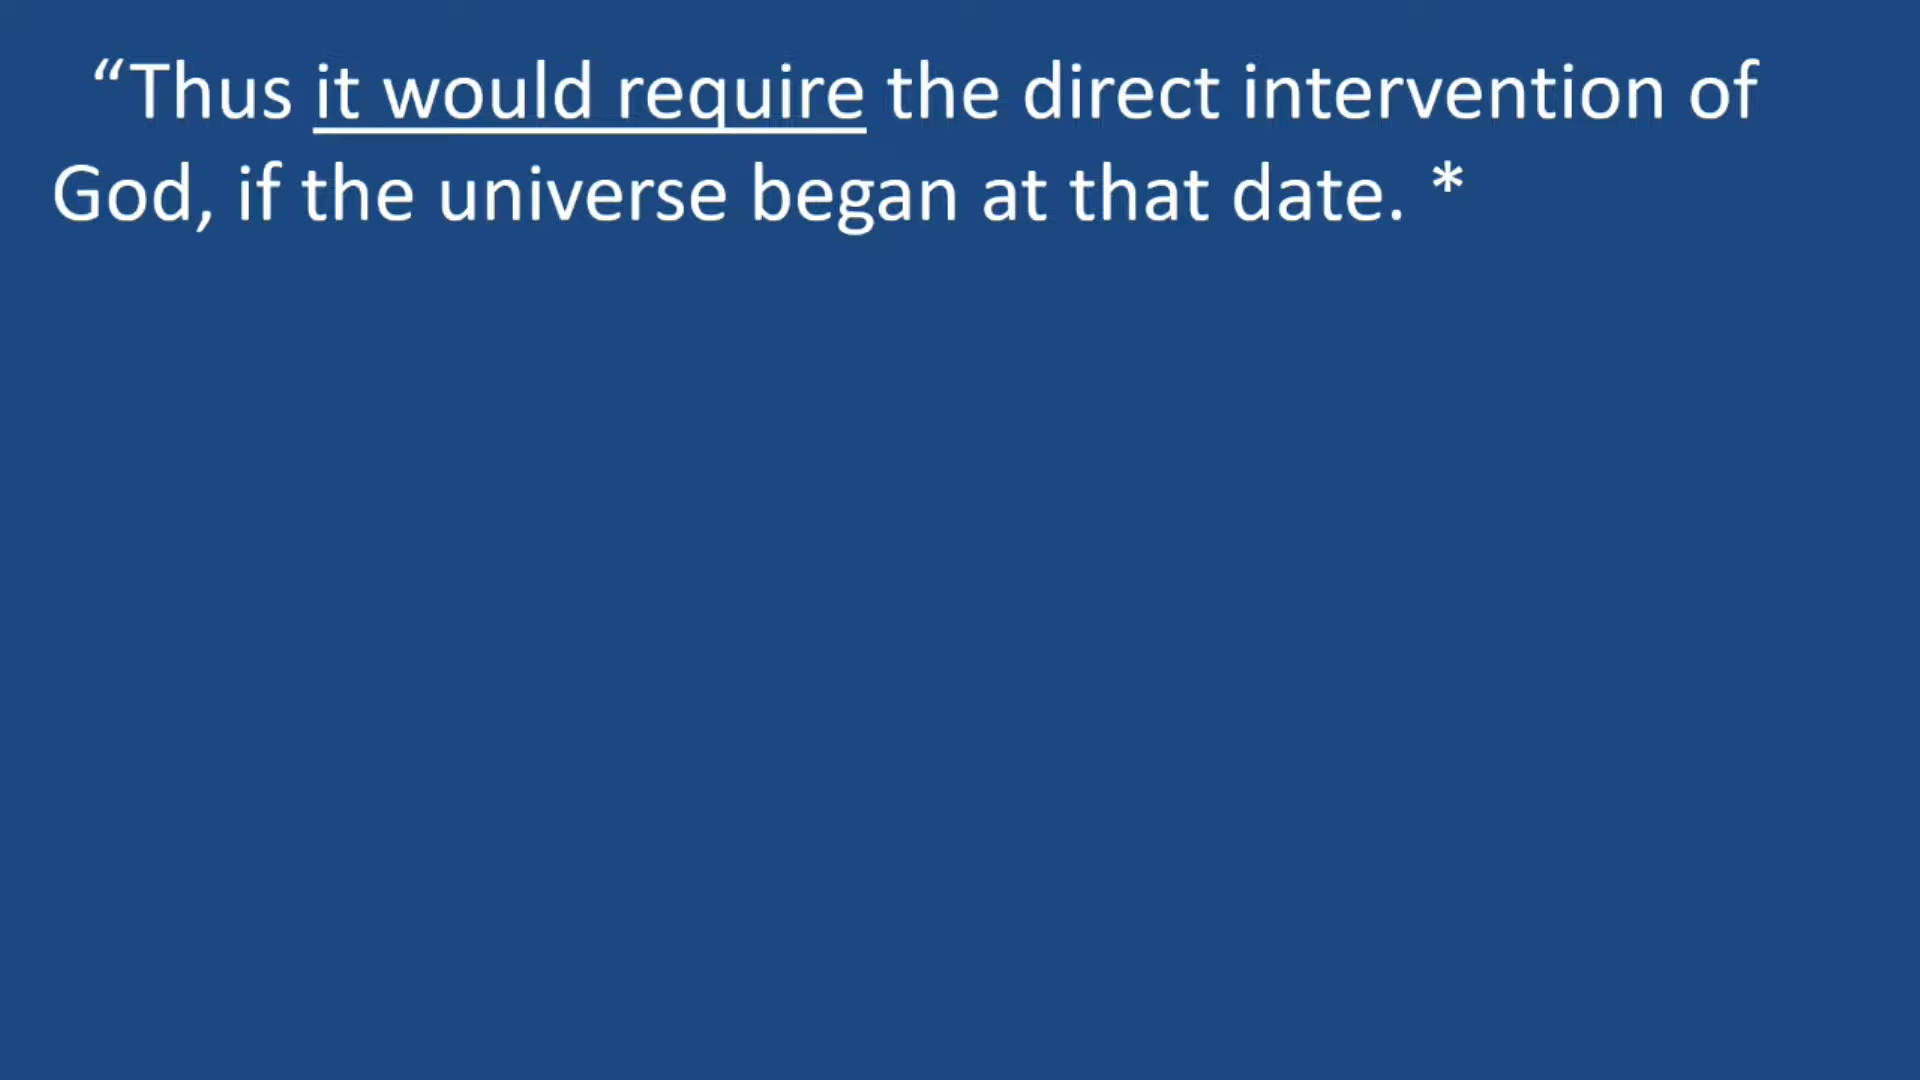 “Thus it would require the direct intervention of
God, if the universe began at that date. *